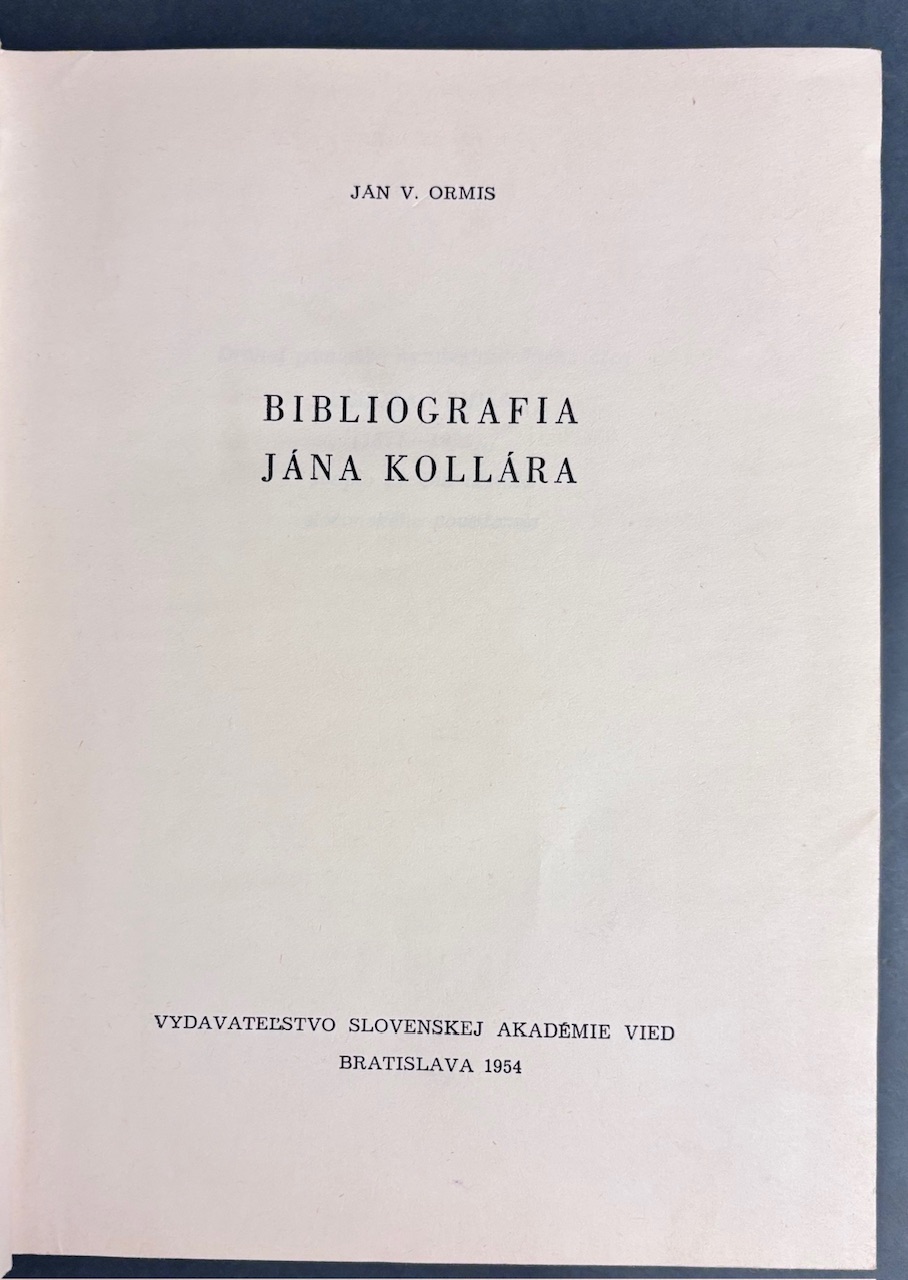 JÁN V. ORMIS
BIBLIOGRAFIA
JÁNA KOLLÁRA
VYDAVATEĽSTVO SLOVENSKEJ AKADÉMIE VIED
BRATISLAVA 1954